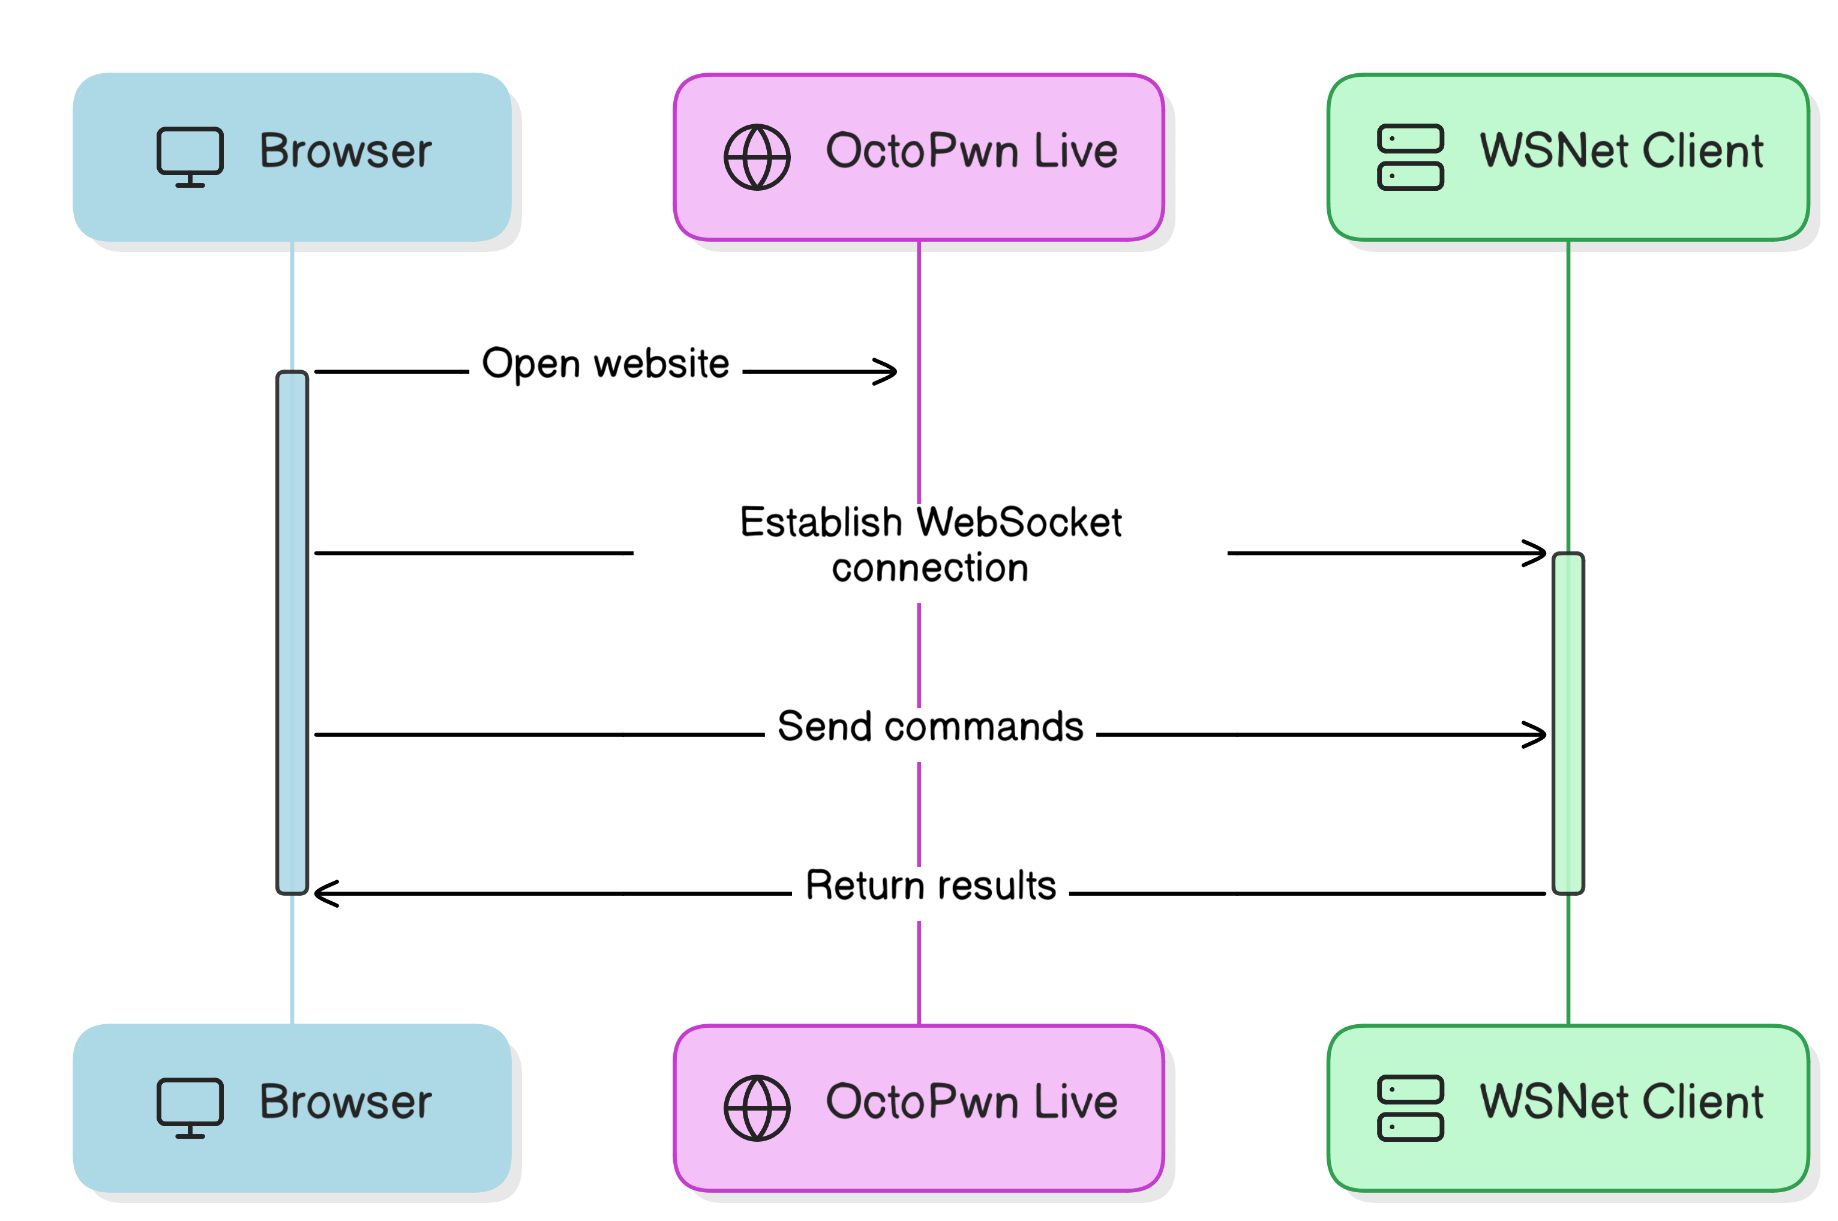 Browser
OctoPwn Live
WSNet Client
Open website
Establish WebSocket
connection
Send commands
Return results
Browser
OctoPwn Live
WSNet Client